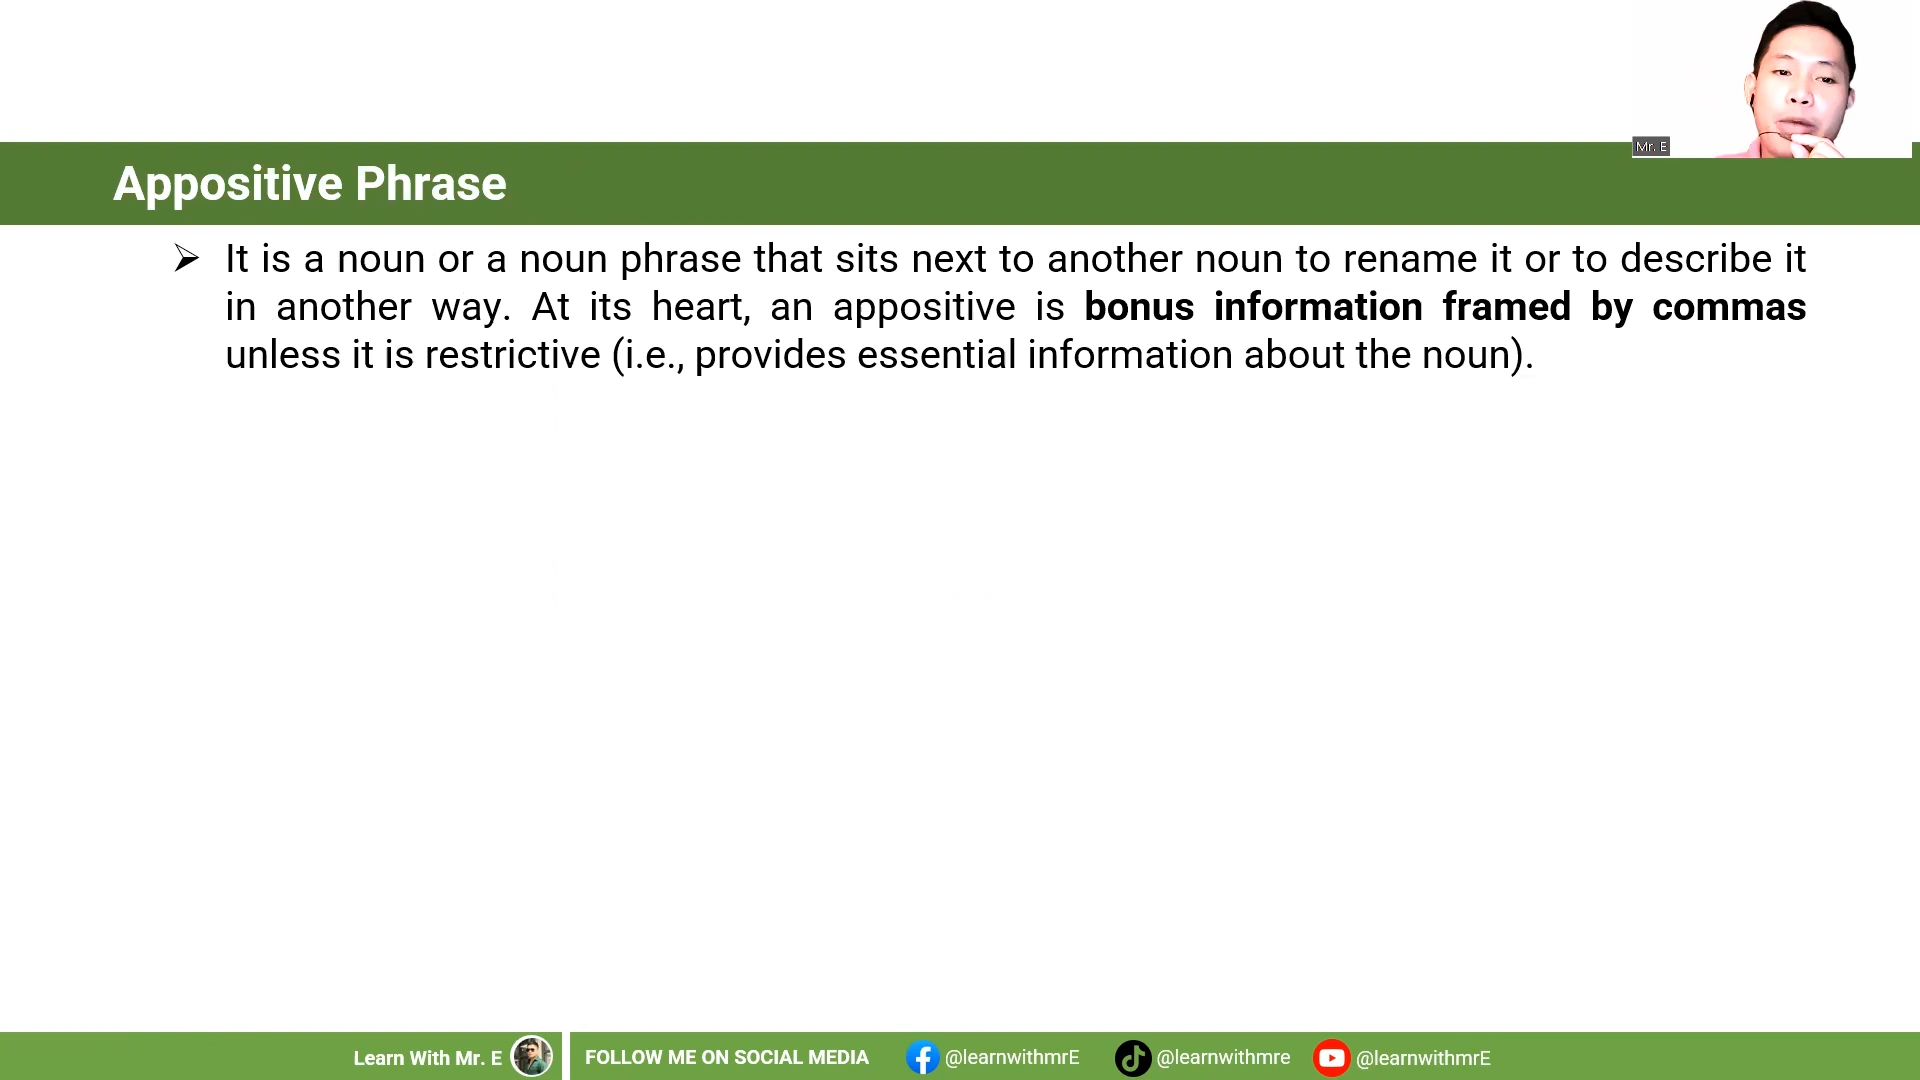 Mr. E
Appositive Phrase
➢ It is a noun or a noun phrase that sits next to another noun to rename it or to describe it
in another way. At its heart, an appositive is bonus information framed by commas
unless it is restrictive (i.e., provides essential information about the noun).
Learn With Mr. E
FOLLOW ME ON SOCIAL MEDIA @learnwithmrE @learnwithmre @learnwithmrE